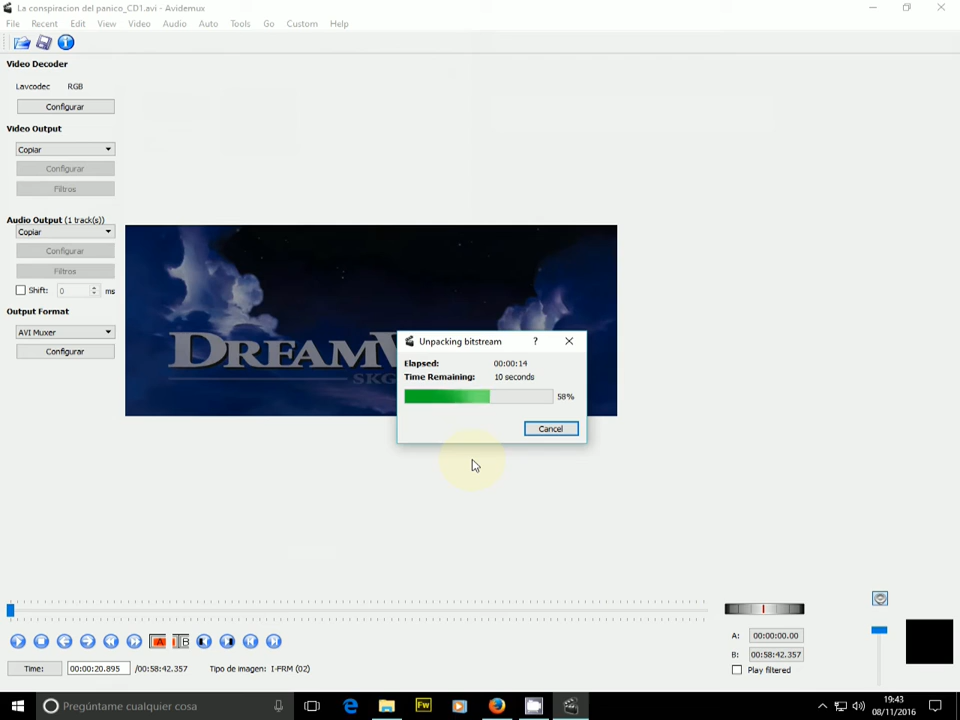 La conspiracion del panico_CD1.avi - Avidemux
File Recent Edit View Video Audio Auto Tools Go Custom Help
Video Decoder
Lavcodec RGB
Configurar
Video Output
Copiar
Configurar
Filtros
Audio Output (1 track(s))
Copiar
Configurar
Filtros
Shift: 0 ms
Output Format
AVI Muxer
Configurar
DREAMW
SKG
Unpacking bitstream ?
Elapsed: 00:00:14
Time Remaining: 10 seconds
58%
Cancel
A B
A: 00:00:00.00
B: 00:58:42.357
Play filtered
Time: 00:00:20.895 /00:58:42.357 Tipo de imagen: I-FRM (02)
Pregúntame cualquier cosa
Fw
19:43
08/11/2016